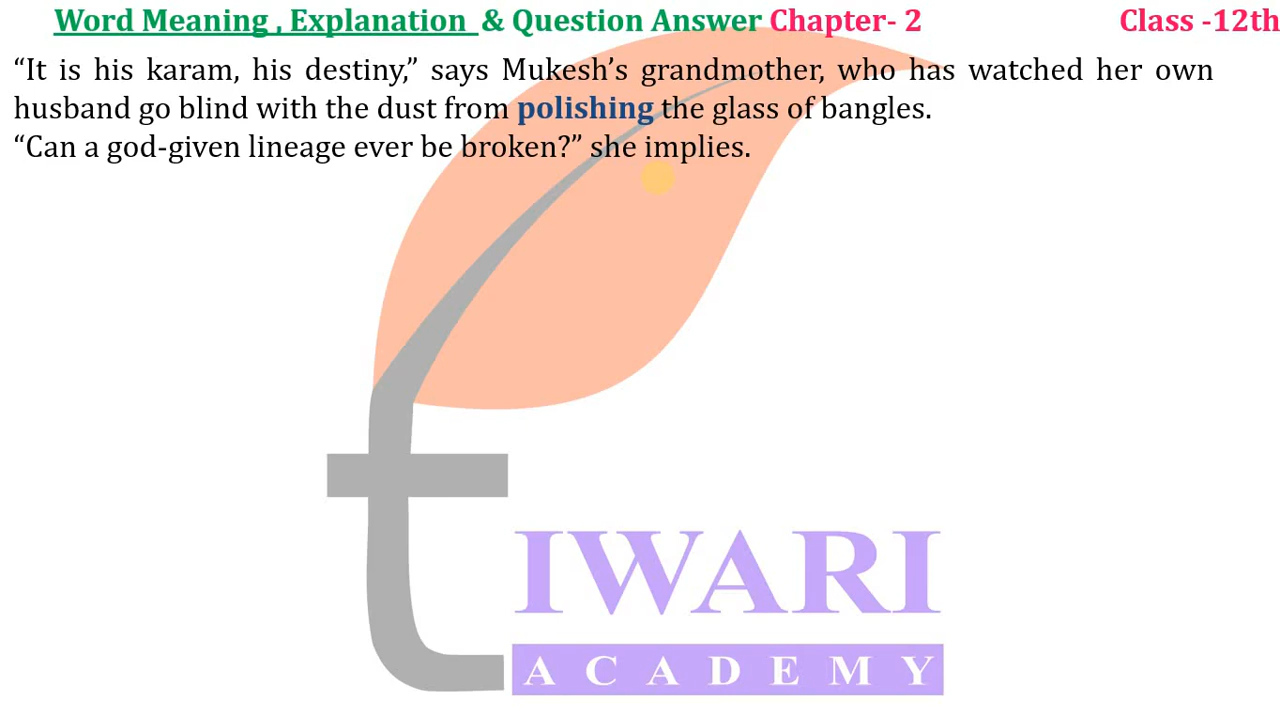 Word Meaning , Explanation & Question Answer Chapter- 2 Class -12th
“It is his karam, his destiny,” says Mukesh’s grandmother, who has watched her own
husband go blind with the dust from polishing the glass of bangles.
“Can a god-given lineage ever be broken?” she implies.
tIWARI
ACADEMY